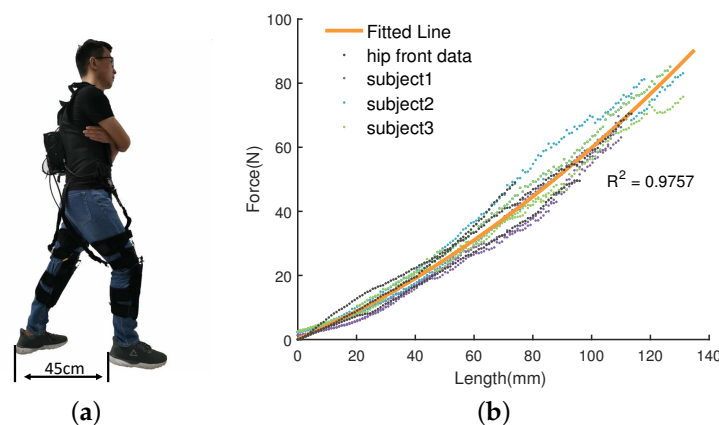 (a)
45cm
(b)
Fitted Line
hip front data
subject1
subject2
subject3
R² = 0.9757
Force(N)
100
80
60
40
20
0
0 20 40 60 80 100 120 140
Length(mm)
(a)
(b)